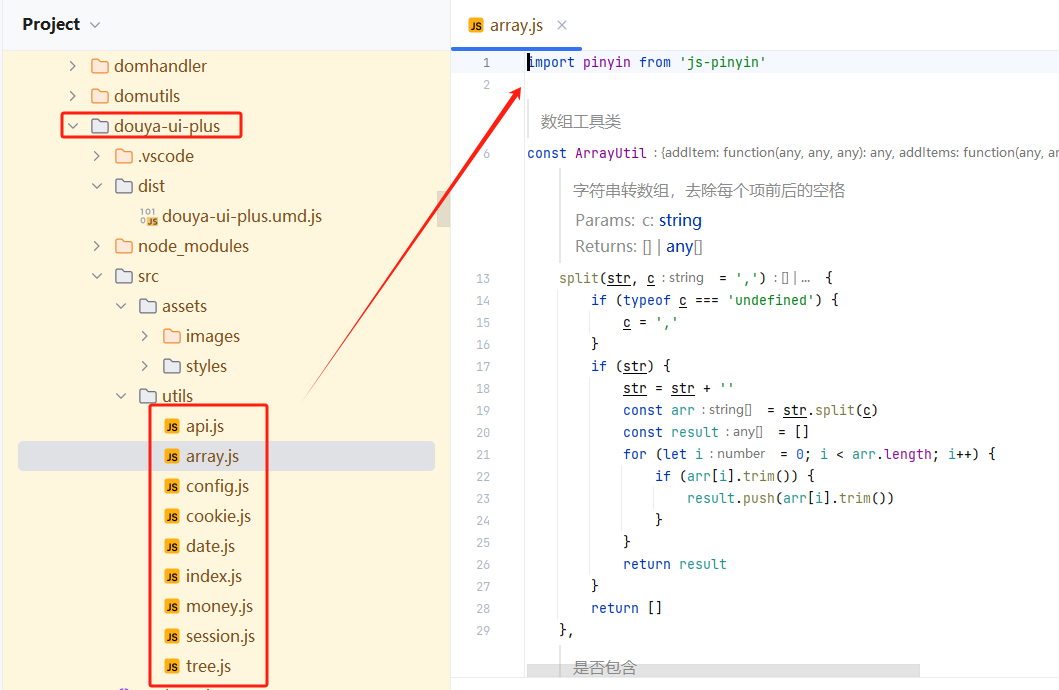 Project
domhandler
domutils
douya-ui-plus
.vscode
dist
douya-ui-plus.umd.js
node_modules
src
assets
images
styles
utils
api.js
array.js
config.js
cookie.js
date.js
index.js
money.js
session.js
tree.js
array.js
1 import pinyin from 'js-pinyin'
2
数组工具类
6 const ArrayUtil : {addItem: function(any, any, any): any, addItems: function(any, ar
字符串转数组，去除每个项前后的空格
Params: c: string
Returns: [] | any[]
13 split(str, c : string = ',') : [] | ... {
14 if (typeof c === 'undefined') {
15 c = ','
16 }
17 if (str) {
18 str = str + ''
19 const arr : string[] = str.split(c)
20 const result : any[] = []
21 for (let i : number = 0; i < arr.length; i++) {
22 if (arr[i].trim()) {
23 result.push(arr[i].trim())
24 }
25 }
26 return result
27 }
28 return []
29 },
是否包含